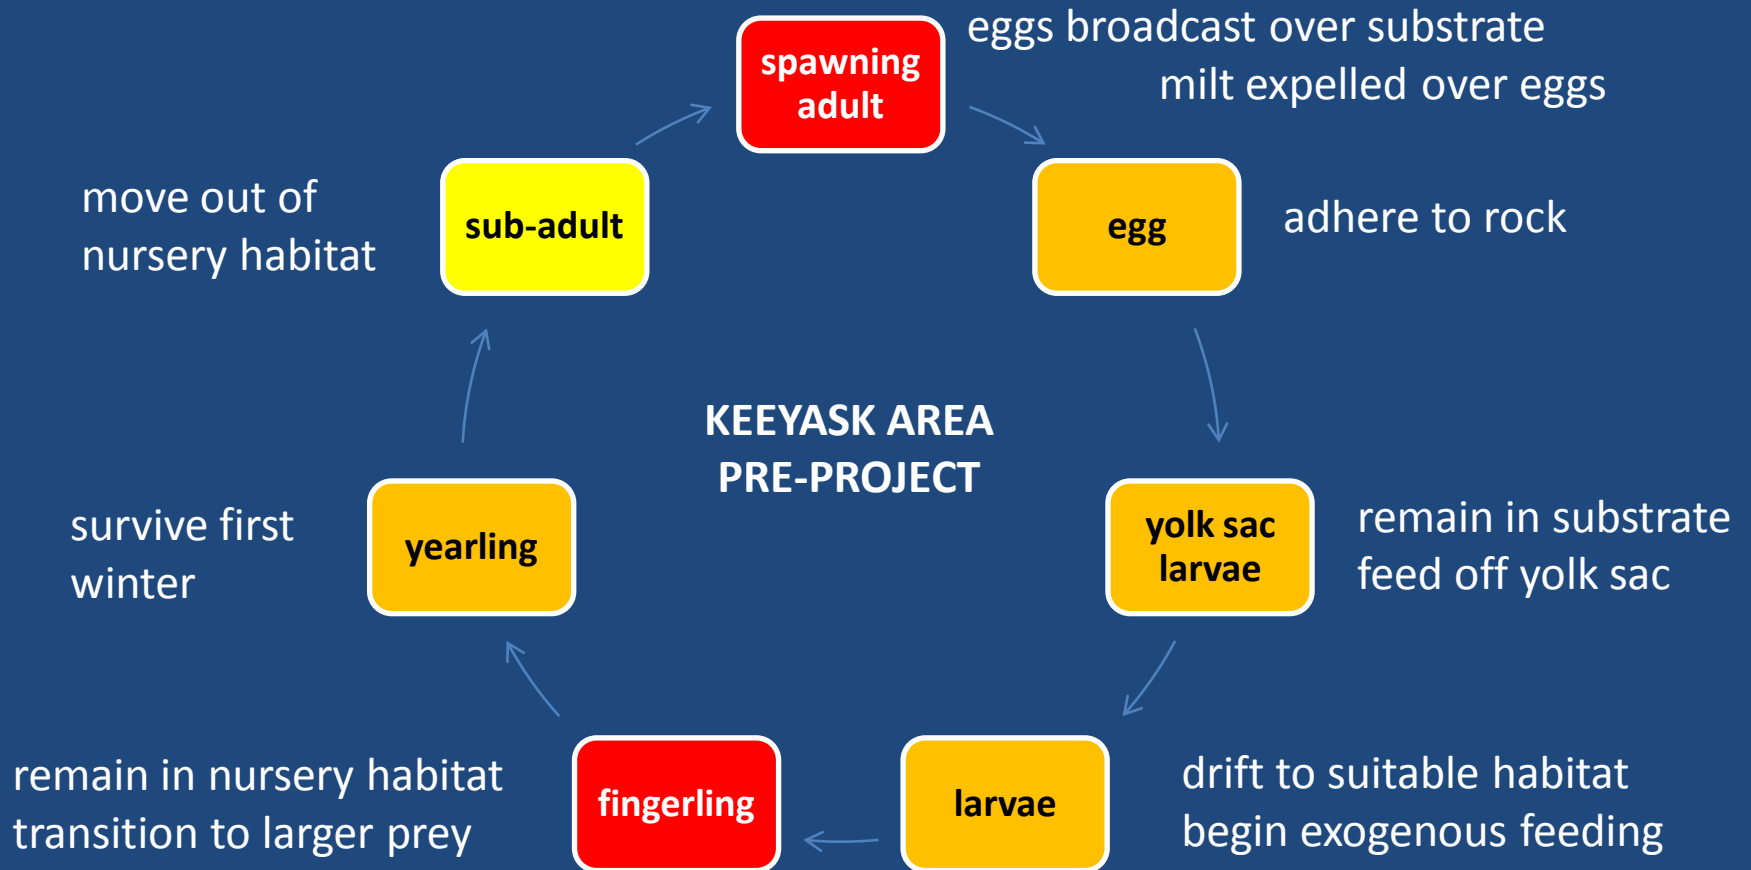 spawning
adult
eggs broadcast over substrate
milt expelled over eggs
egg
adhere to rock
yolk sac
larvae
remain in substrate
feed off yolk sac
larvae
drift to suitable habitat
begin exogenous feeding
fingerling
remain in nursery habitat
transition to larger prey
yearling
survive first
winter
sub-adult
move out of
nursery habitat
KEEYASK AREA
PRE-PROJECT